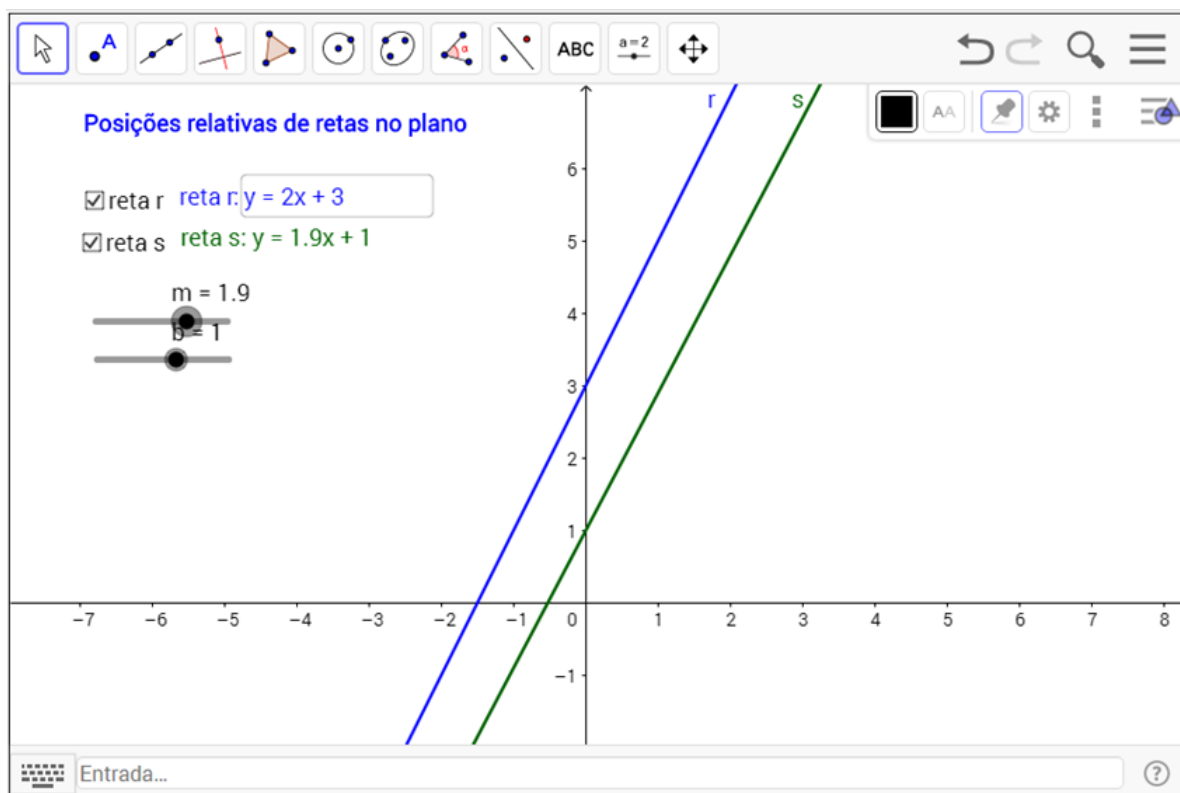 A
α
ABC
a = 2
r
s
AA
Posições relativas de retas no plano
reta r reta r: y = 2x + 3
reta s reta s: y = 1.9x + 1
m = 1.9
b = 1
6
5
4
3
2
1
−7 −6 −5 −4 −3 −2 −1 0 1 2 3 4 5 6 7 8
−1
Entrada...
?